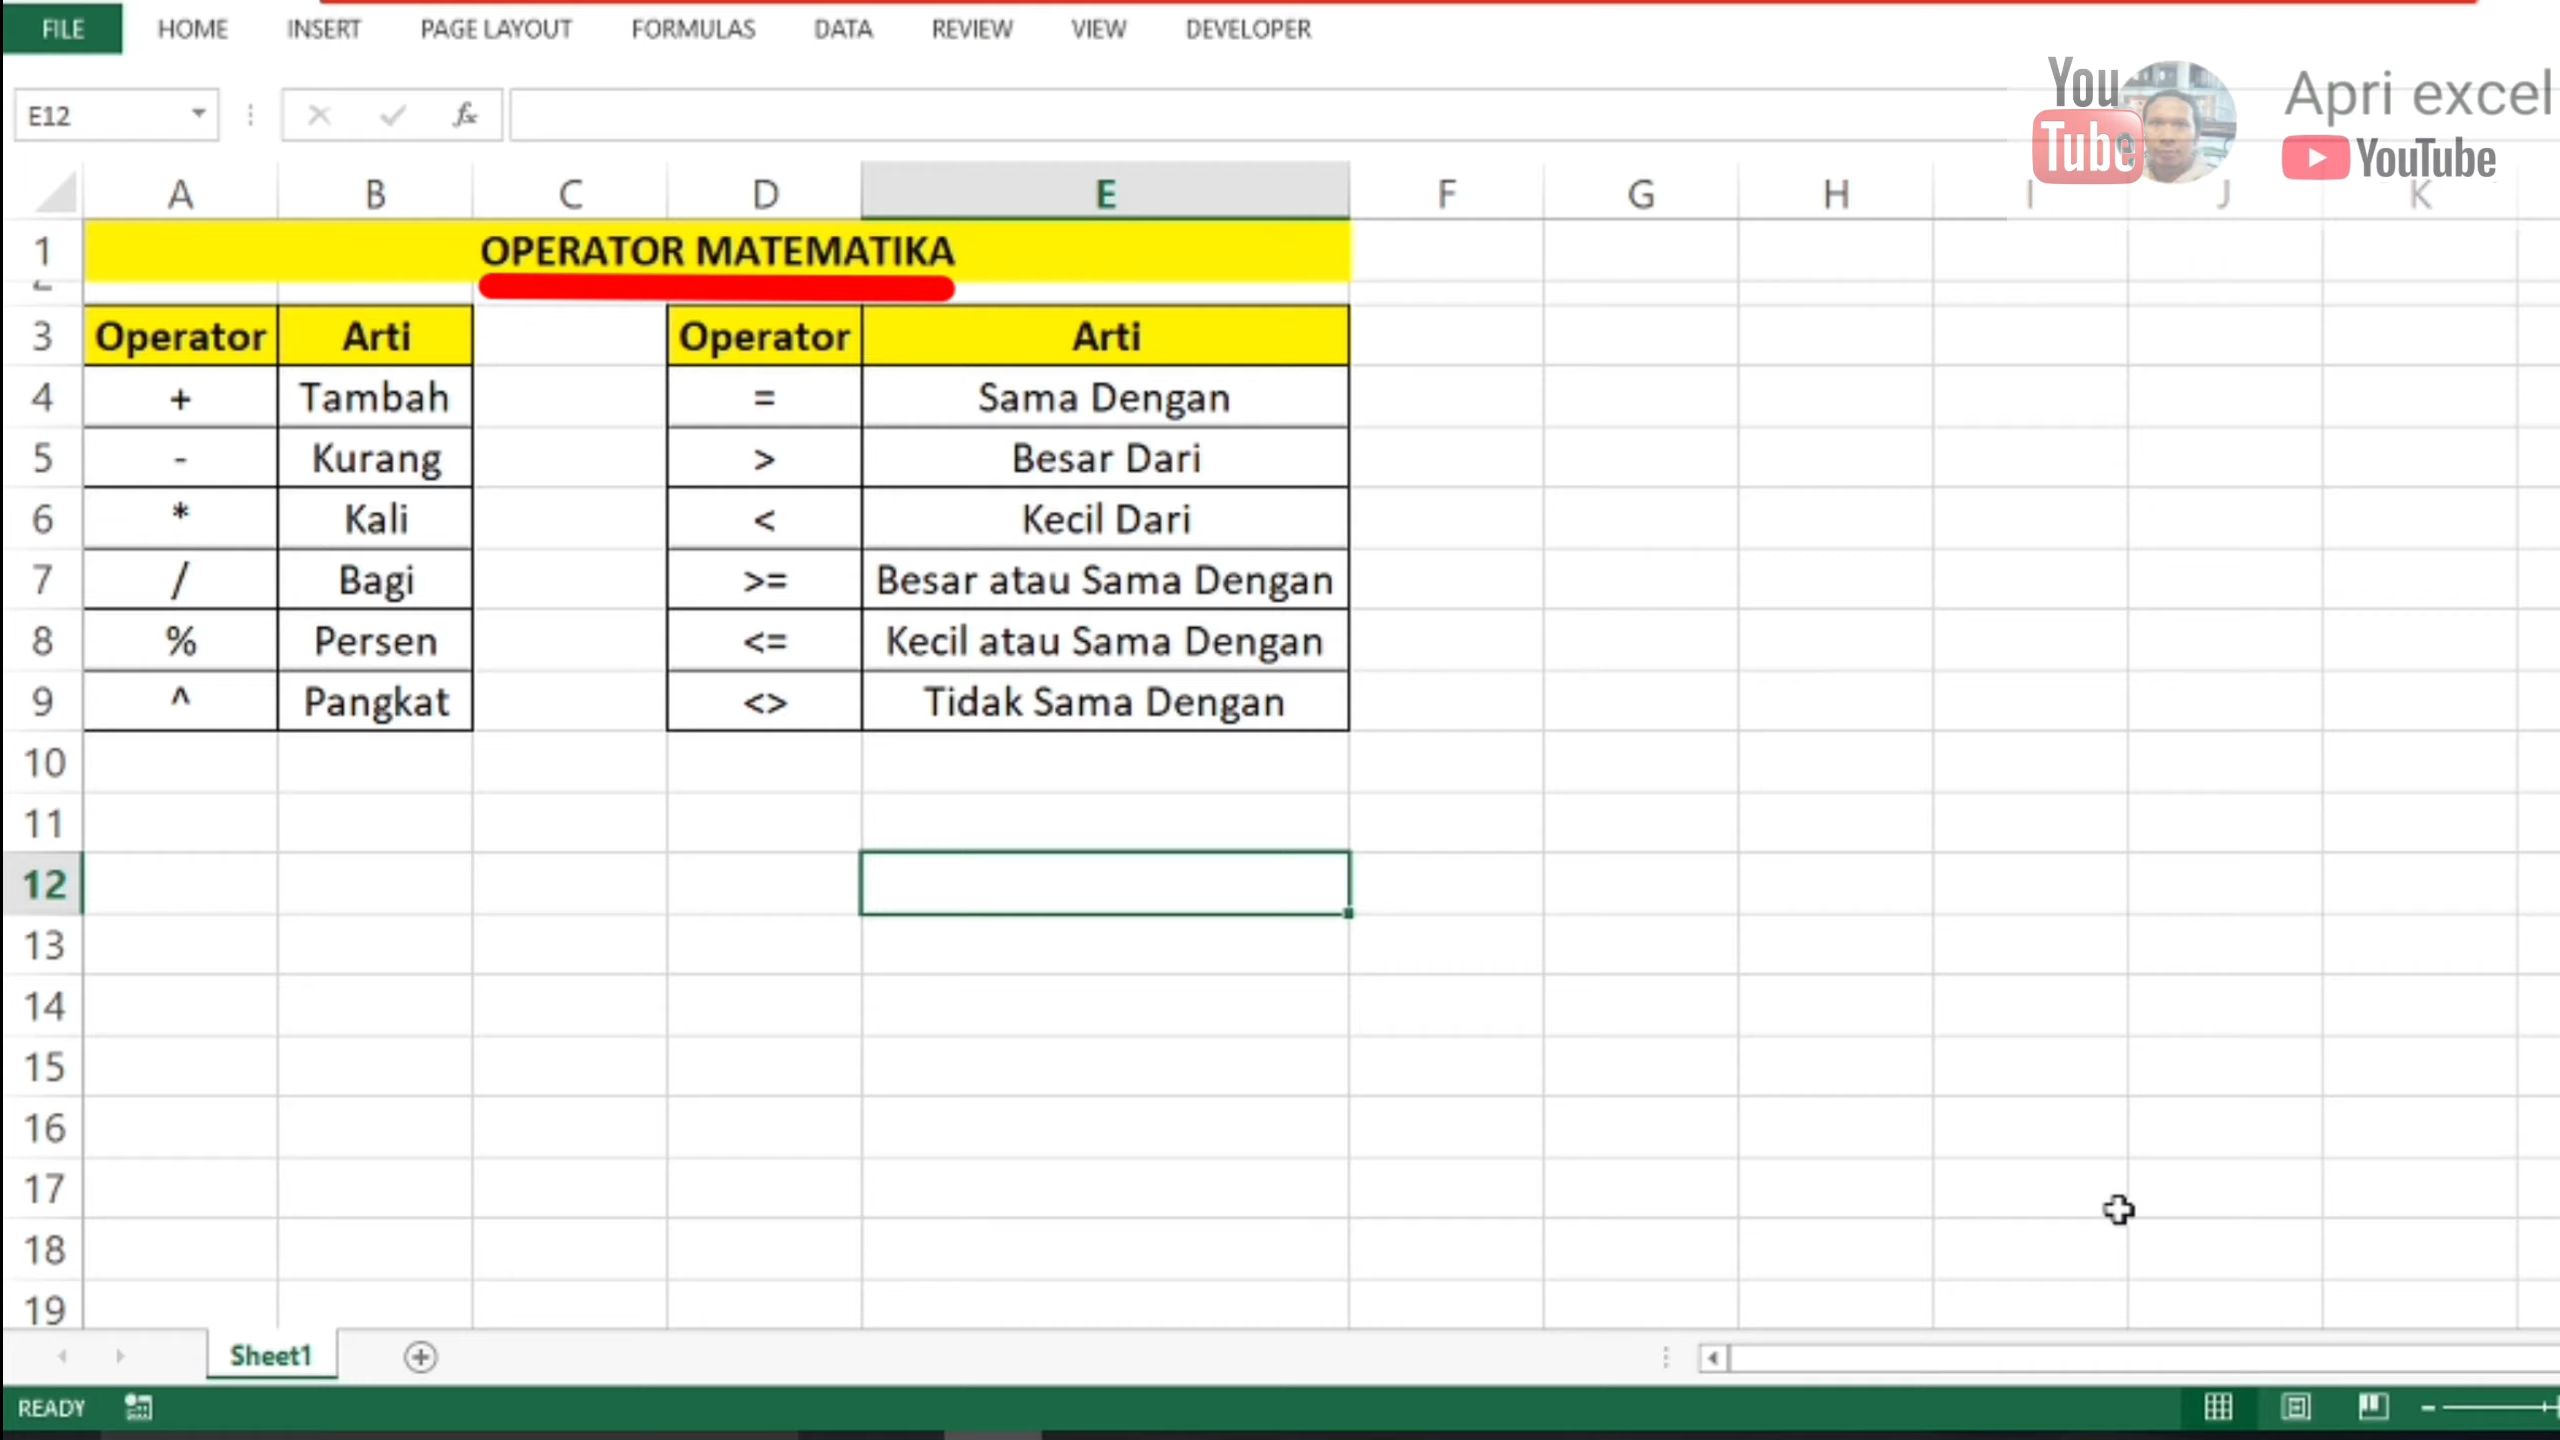 FILE HOME INSERT PAGE LAYOUT FORMULAS DATA REVIEW VIEW DEVELOPER
You
Tube
Apri excel
YouTube
E12 fx
A B C D E F G H I J K
1 OPERATOR MATEMATIKA
3 Operator Arti Operator Arti
4 + Tambah = Sama Dengan
5 - Kurang > Besar Dari
6 * Kali < Kecil Dari
7 / Bagi >= Besar atau Sama Dengan
8 % Persen <= Kecil atau Sama Dengan
9 ^ Pangkat <> Tidak Sama Dengan
10
11
12
13
14
15
16
17
18
19
Sheet1
READY